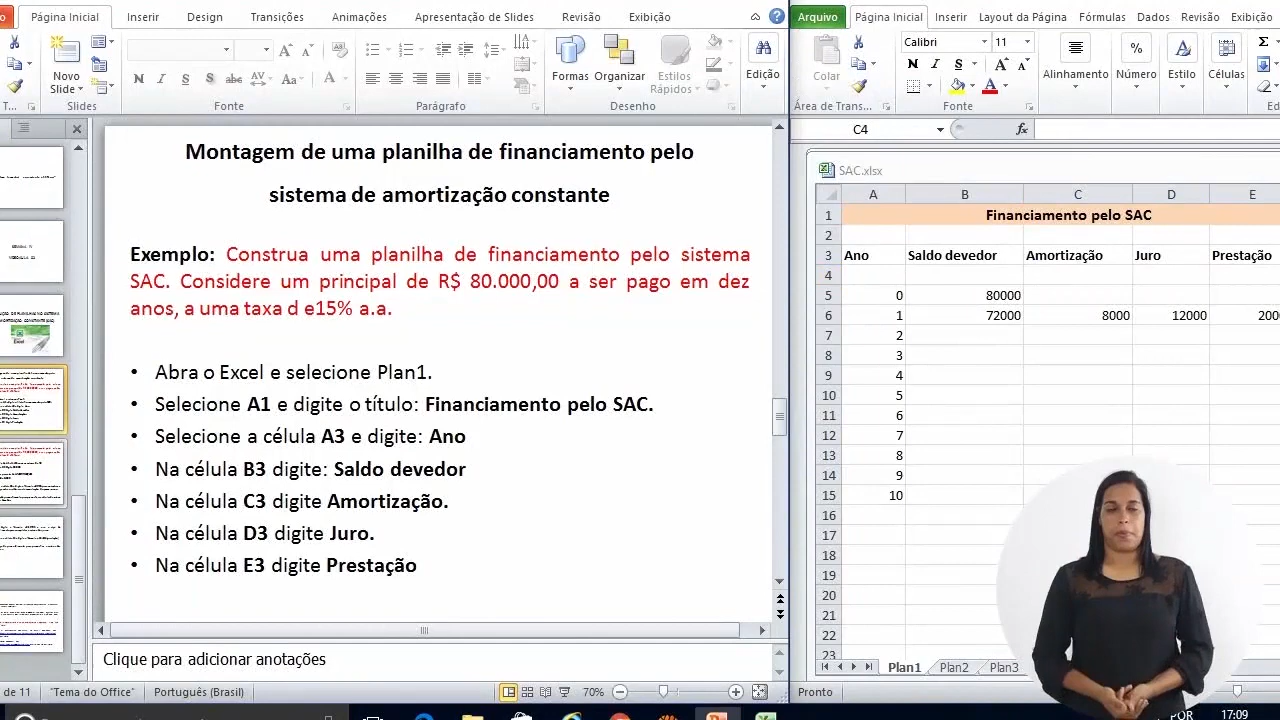 Página Inicial Inserir Design Transições Animações Apresentação de Slides Revisão Exibição
Novo
Slide
Formas Organizar Estilos
Rápidos
Edição
T... Slides Fonte Parágrafo Desenho
Arquivo Página Inicial Inserir Layout da Página Fórmulas Dados Revisão Exibição
Colar
Calibri 11
N I S
Alinhamento Número Estilo Células
Área de Trans... Fonte
C4 fx
Montagem de uma planilha de financiamento pelo
sistema de amortização constante
Exemplo: Construa uma planilha de financiamento pelo sistema
SAC. Considere um principal de R$ 80.000,00 a ser pago em dez
anos, a uma taxa d e15% a.a.
• Abra o Excel e selecione Plan1.
• Selecione A1 e digite o título: Financiamento pelo SAC.
• Selecione a célula A3 e digite: Ano
• Na célula B3 digite: Saldo devedor
• Na célula C3 digite Amortização.
• Na célula D3 digite Juro.
• Na célula E3 digite Prestação
Clique para adicionar anotações
de 11 "Tema do Office" Português (Brasil) 70%
SAC.xlsx
A B C D E
1 Financiamento pelo SAC
2
3 Ano Saldo devedor Amortização Juro Prestação
4
5 0 80000
6 1 72000 8000 12000 2000
7 2
8 3
9 4
10 5
11 6
12 7
13 8
14 9
15 10
16
17
18
19
20
21
22
23
Plan1 Plan2 Plan3
Pronto
POR 17:09